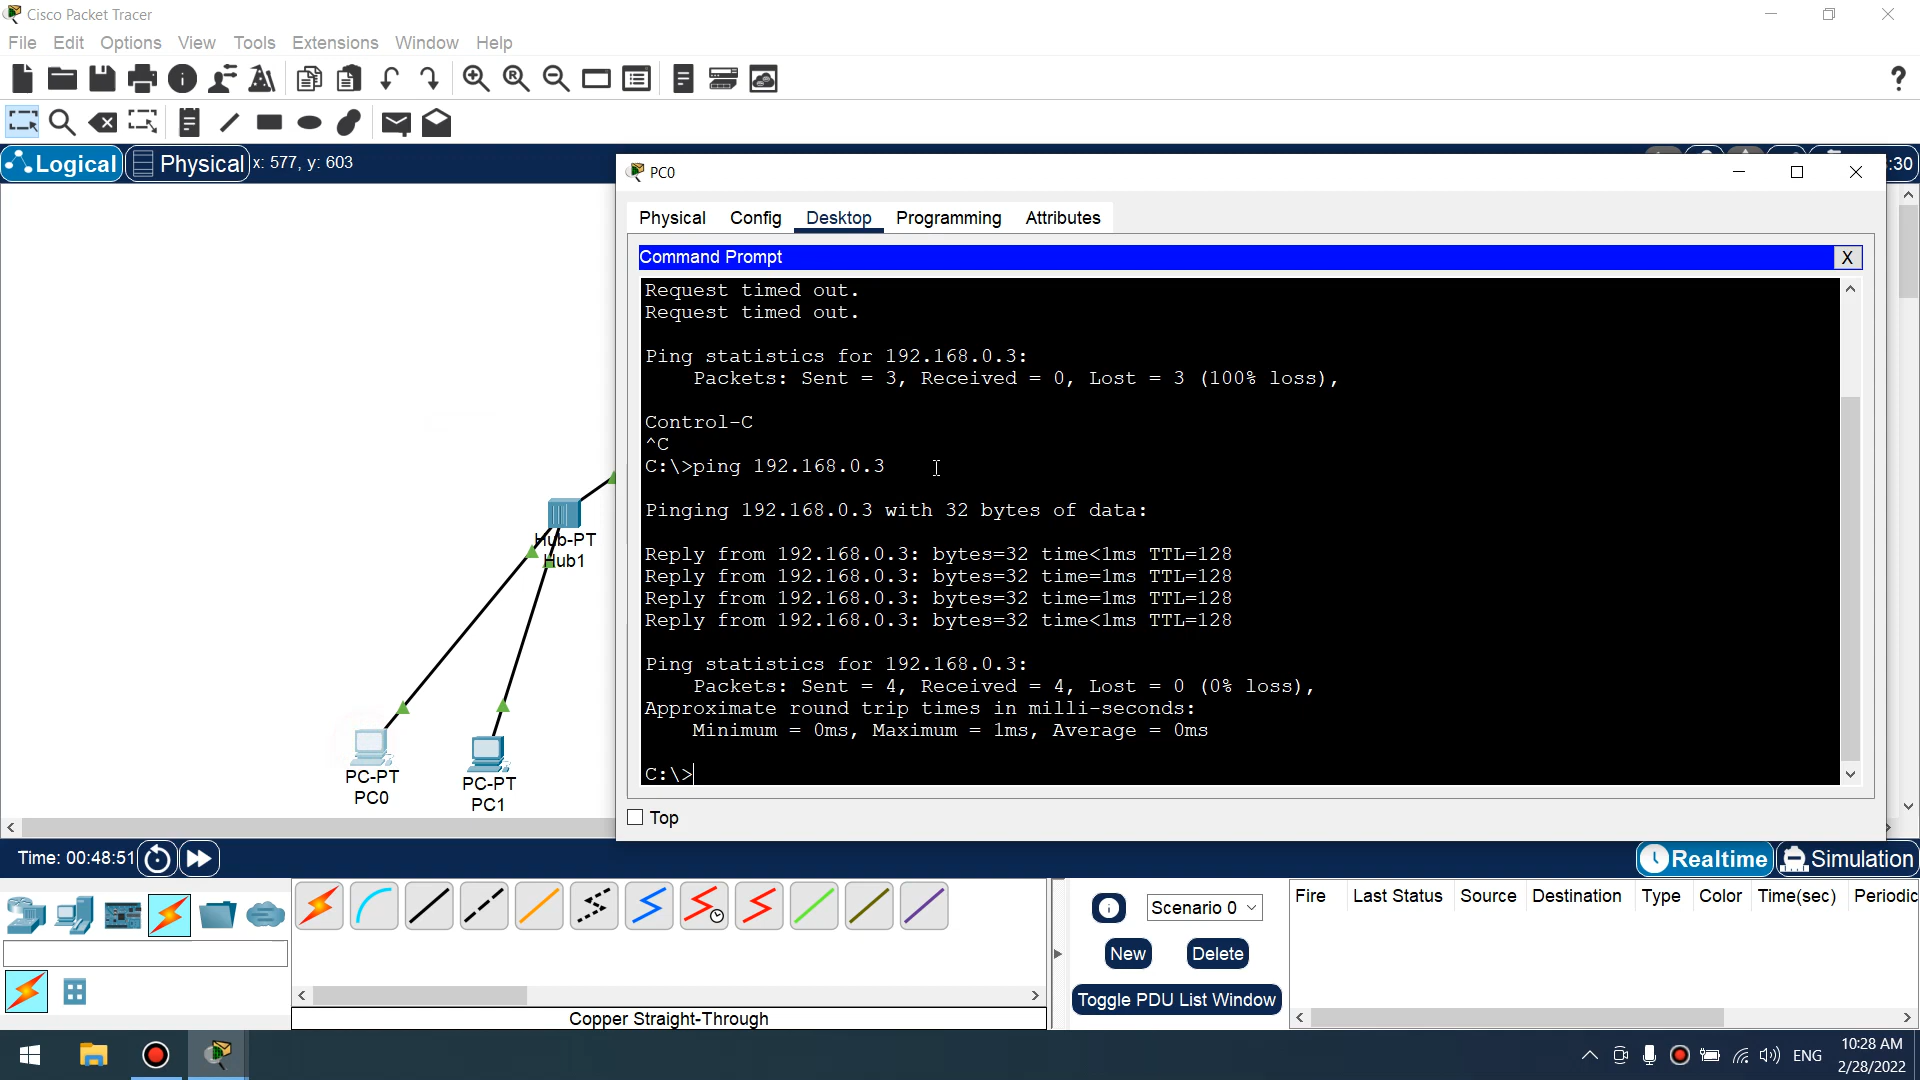 Cisco Packet Tracer
File Edit Options View Tools Extensions Window Help
Logical Physical x: 577, y: 603
:30
PC0
Physical Config Desktop Programming Attributes
Command Prompt X
Request timed out.
Request timed out.
Ping statistics for 192.168.0.3:
Packets: Sent = 3, Received = 0, Lost = 3 (100% loss),
Control-C
^C
C:\>ping 192.168.0.3
Pinging 192.168.0.3 with 32 bytes of data:
Reply from 192.168.0.3: bytes=32 time<1ms TTL=128
Reply from 192.168.0.3: bytes=32 time=1ms TTL=128
Reply from 192.168.0.3: bytes=32 time=1ms TTL=128
Reply from 192.168.0.3: bytes=32 time<1ms TTL=128
Ping statistics for 192.168.0.3:
Packets: Sent = 4, Received = 4, Lost = 0 (0% loss),
Approximate round trip times in milli-seconds:
Minimum = 0ms, Maximum = 1ms, Average = 0ms
C:\>
Top
Hub-PT
Hub1
PC-PT
PC0
PC-PT
PC1
Time: 00:48:51
Realtime Simulation
Scenario 0
New Delete
Toggle PDU List Window
Fire Last Status Source Destination Type Color Time(sec) Periodic
Copper Straight-Through
ENG
10:28 AM
2/28/2022